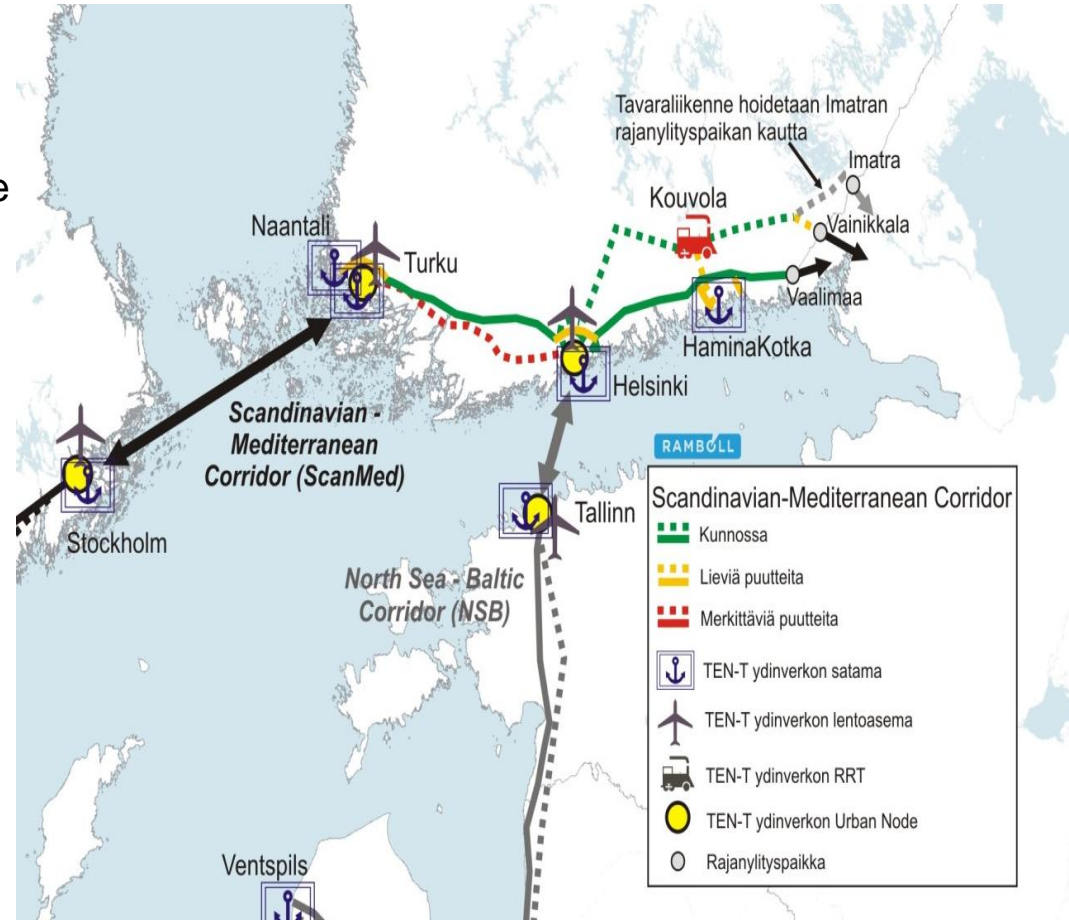 e
Tavaraliikenne hoidetaan Imatran
rajanylityspaikan kautta
Imatra
Kouvola
Vainikkala
Naantali
Turku
Vaalimaa
HaminaKotka
Helsinki
Scandinavian -
Mediterranean
Corridor (ScanMed)
RAMBOLL
Stockholm
Tallinn
North Sea - Baltic
Corridor (NSB)
Ventspils
Scandinavian-Mediterranean Corridor
Kunnossa
Lieviä puutteita
Merkittäviä puutteita
TEN-T ydinverkon satama
TEN-T ydinverkon lentoasema
TEN-T ydinverkon RRT
TEN-T ydinverkon Urban Node
Rajanylityspaikka